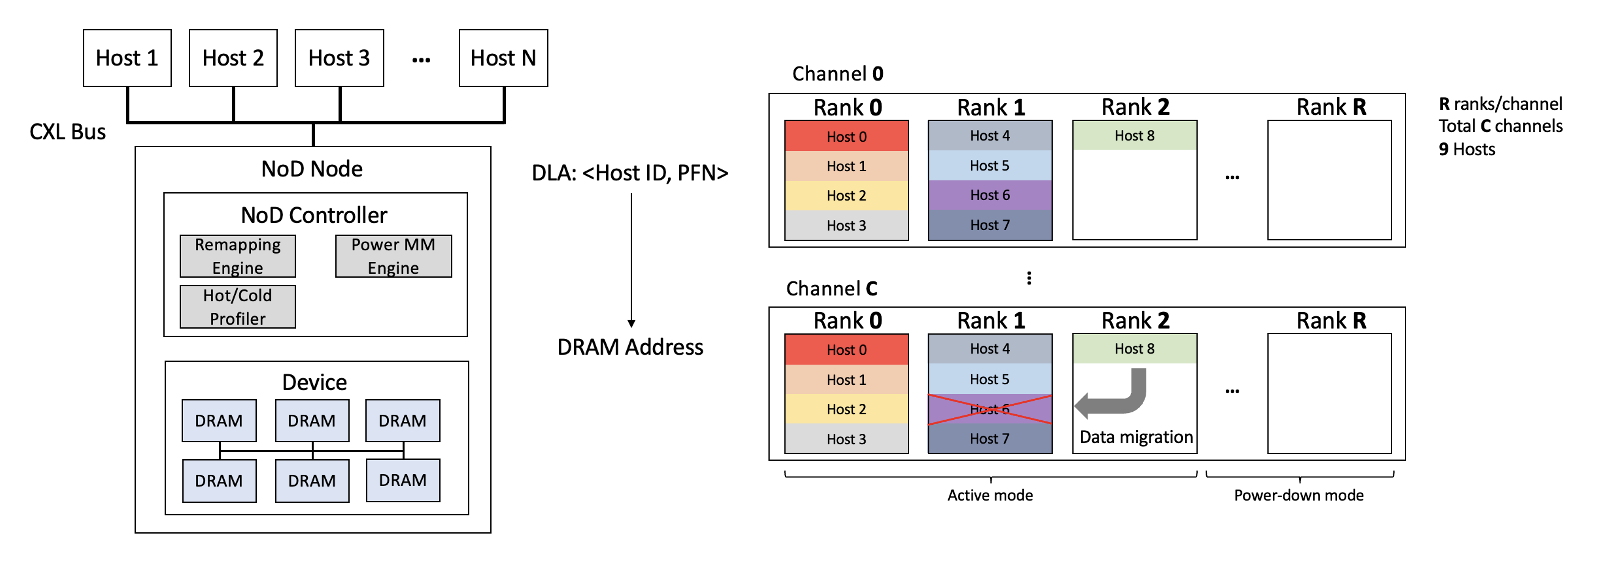 Host 1
Host 2
Host 3
...
Host N
CXL Bus
NoD Node
NoD Controller
Remapping
Engine
Power MM
Engine
Hot/Cold
Profiler
Device
DRAM
DRAM
DRAM
DRAM
DRAM
DRAM
DLA: <Host ID, PFN>
DRAM Address
Channel 0
Rank 0
Rank 1
Rank 2
Rank R
Host 0
Host 1
Host 2
Host 3
Host 4
Host 5
Host 6
Host 7
Host 8
...
R ranks/channel
Total C channels
9 Hosts
...
Channel C
Rank 0
Rank 1
Rank 2
Rank R
Host 0
Host 1
Host 2
Host 3
Host 4
Host 5
Host 6
Host 7
Host 8
Data migration
...
Active mode
Power-down mode